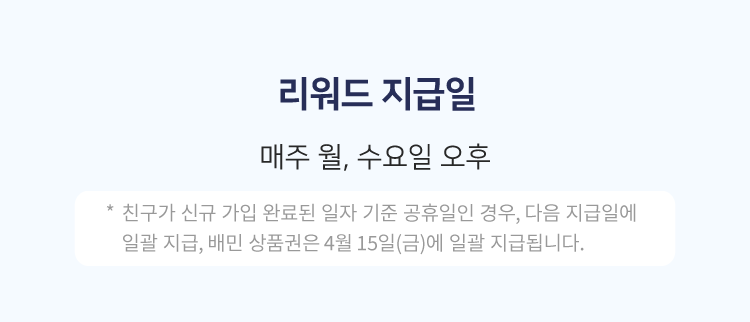 리워드 지급일
매주 월, 수요일 오후
* 친구가 신규 가입 완료된 일자 기준 공휴일인 경우, 다음 지급일에
일괄 지급, 배민 상품권은 4월 15일(금)에 일괄 지급됩니다.